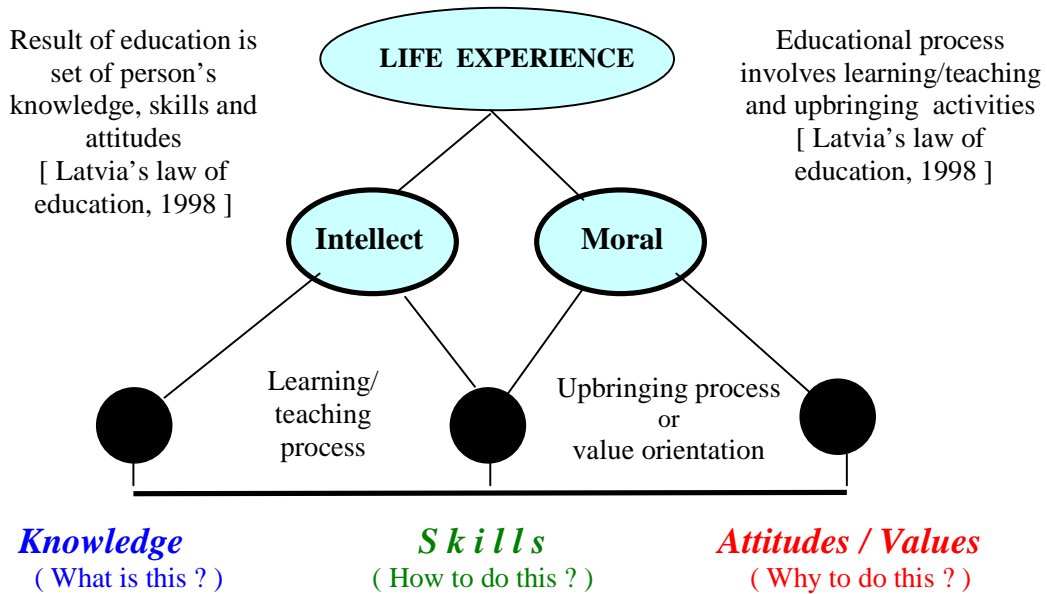 Result of education is
set of person's
knowledge, skills and
attitudes
[ Latvia's law of
education, 1998 ]
LIFE EXPERIENCE
Educational process
involves learning/teaching
and upbringing activities
[ Latvia's law of
education, 1998 ]
Intellect
Moral
Learning/
teaching
process
Upbringing process
or
value orientation
Knowledge
( What is this ? )
S k i l l s
( How to do this ? )
Attitudes / Values
( Why to do this ? )